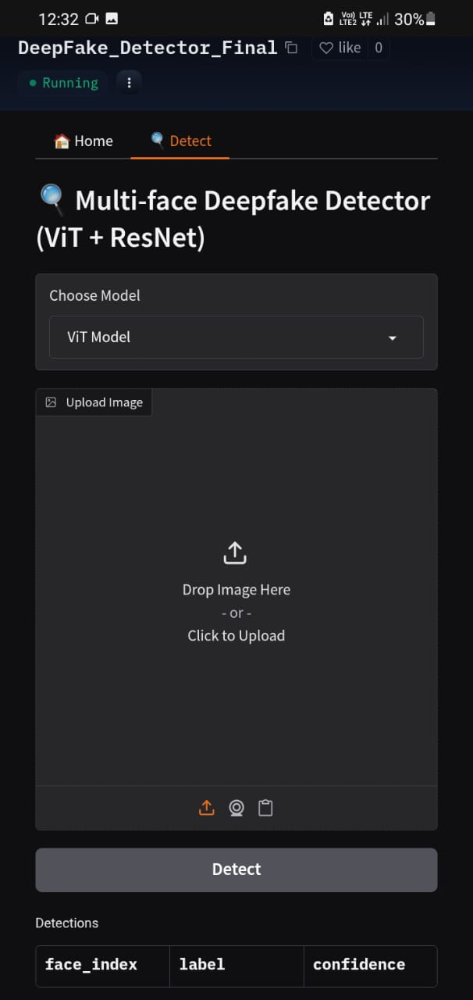 12:32 Vo)) LTE 30%
LTE2
DeepFake_Detector_Final like 0
Running
Home Detect
Multi-face Deepfake Detector
(ViT + ResNet)
Choose Model
ViT Model
Upload Image
Drop Image Here
- or -
Click to Upload
Detect
Detections
face_index label confidence